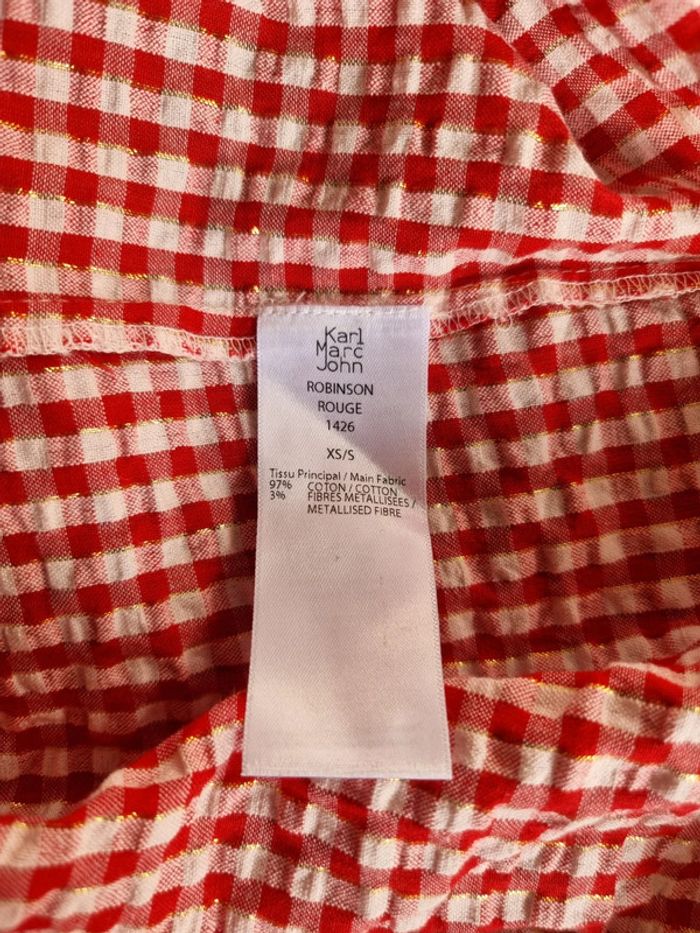 Karl
Marc
John
ROBINSON
ROUGE
1426
XS/S
Tissu Principal / Main Fabric
97% COTON / COTTON
3% FIBRES METALLISEES /
METALLISED FIBRE